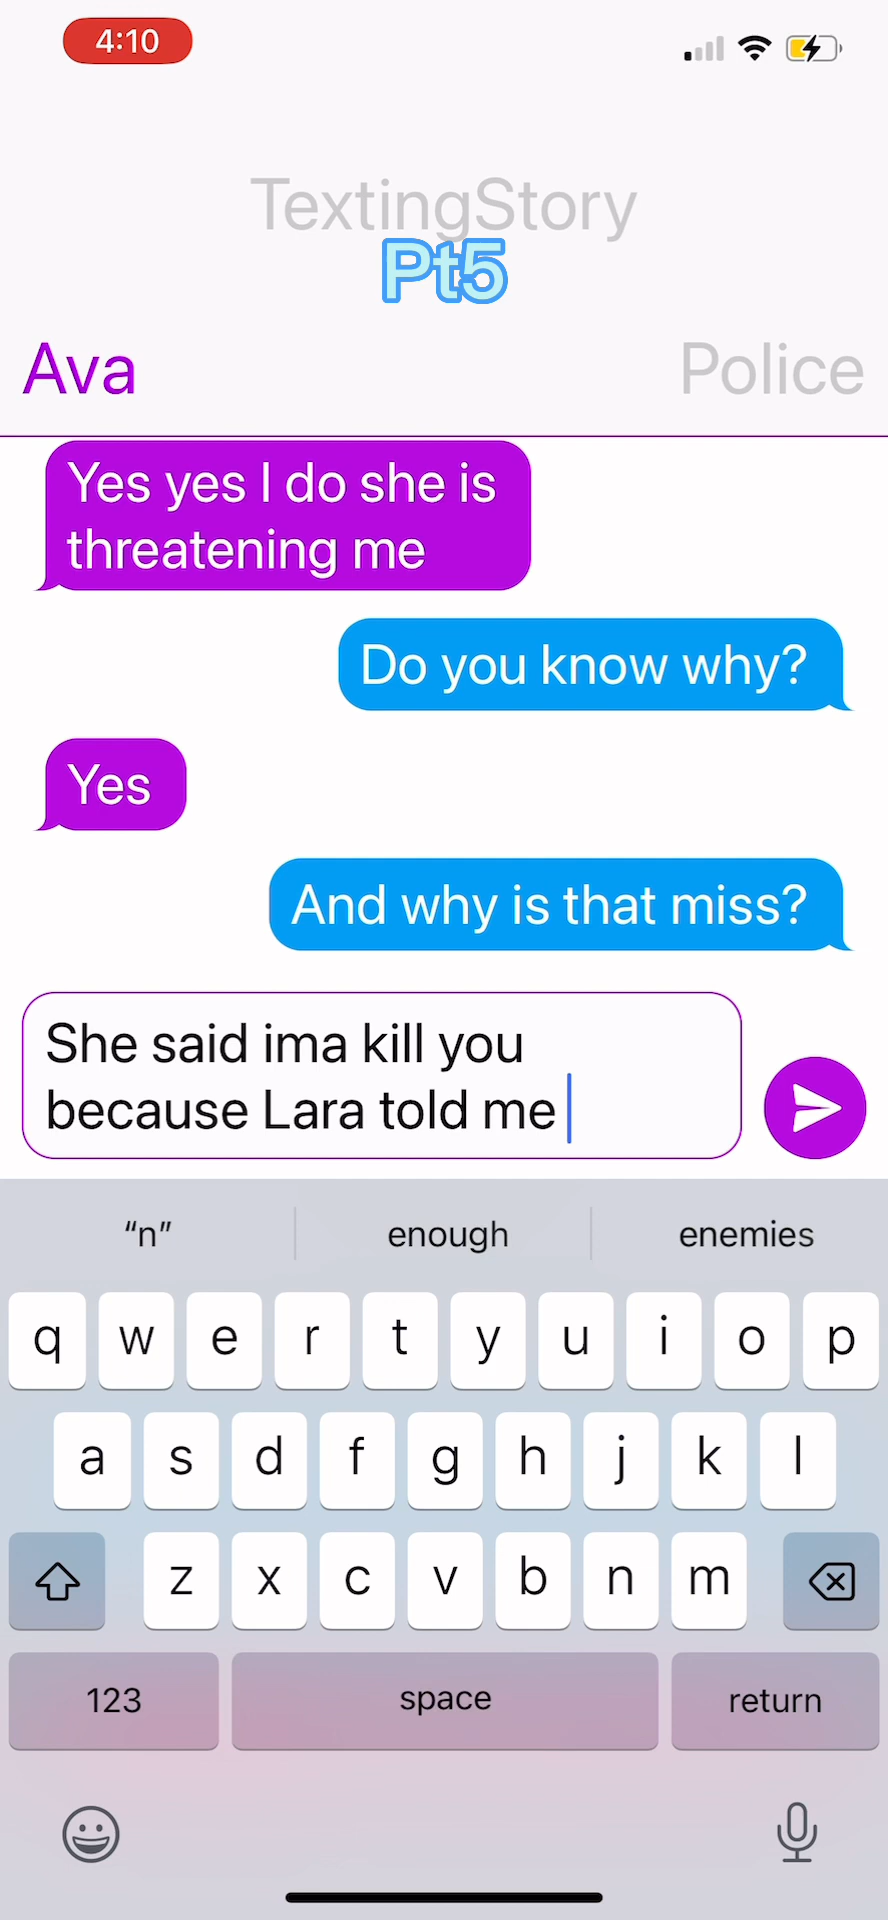 4:10
TextingStory
Pt5
Ava
Police
Yes yes I do she is
threatening me
Do you know why?
Yes
And why is that miss?
She said ima kill you
because Lara told me
“n” enough enemies
q w e r t y u i o p
a s d f g h j k l
z x c v b n m
123 space return